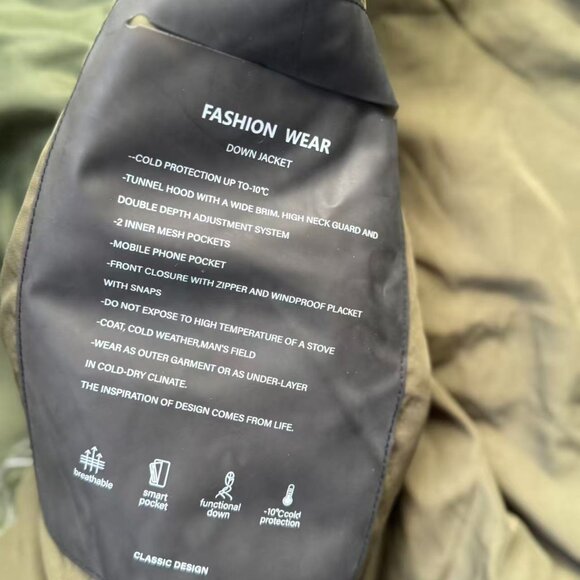 FASHION WEAR
DOWN JACKET
--COLD PROTECTION UP TO-10℃
-TUNNEL HOOD WITH A WIDE BRIM. HIGH NECK GUARD AND
DOUBLE DEPTH ADJUSTMENT SYSTEM
-2 INNER MESH POCKETS
-MOBILE PHONE POCKET
-FRONT CLOSURE WITH ZIPPER AND WINDPROOF PLACKET
WITH SNAPS
-DO NOT EXPOSE TO HIGH TEMPERATURE OF A STOVE
-COAT, COLD WEATHER,MAN'S FIELD
-WEAR AS OUTER GARMENT OR AS UNDER-LAYER
IN COLD-DRY CLIMATE.
THE INSPIRATION OF DESIGN COMES FROM LIFE.
breathable
smart
pocket
functional
down
-10℃cold
protection
CLASSIC DESIGN